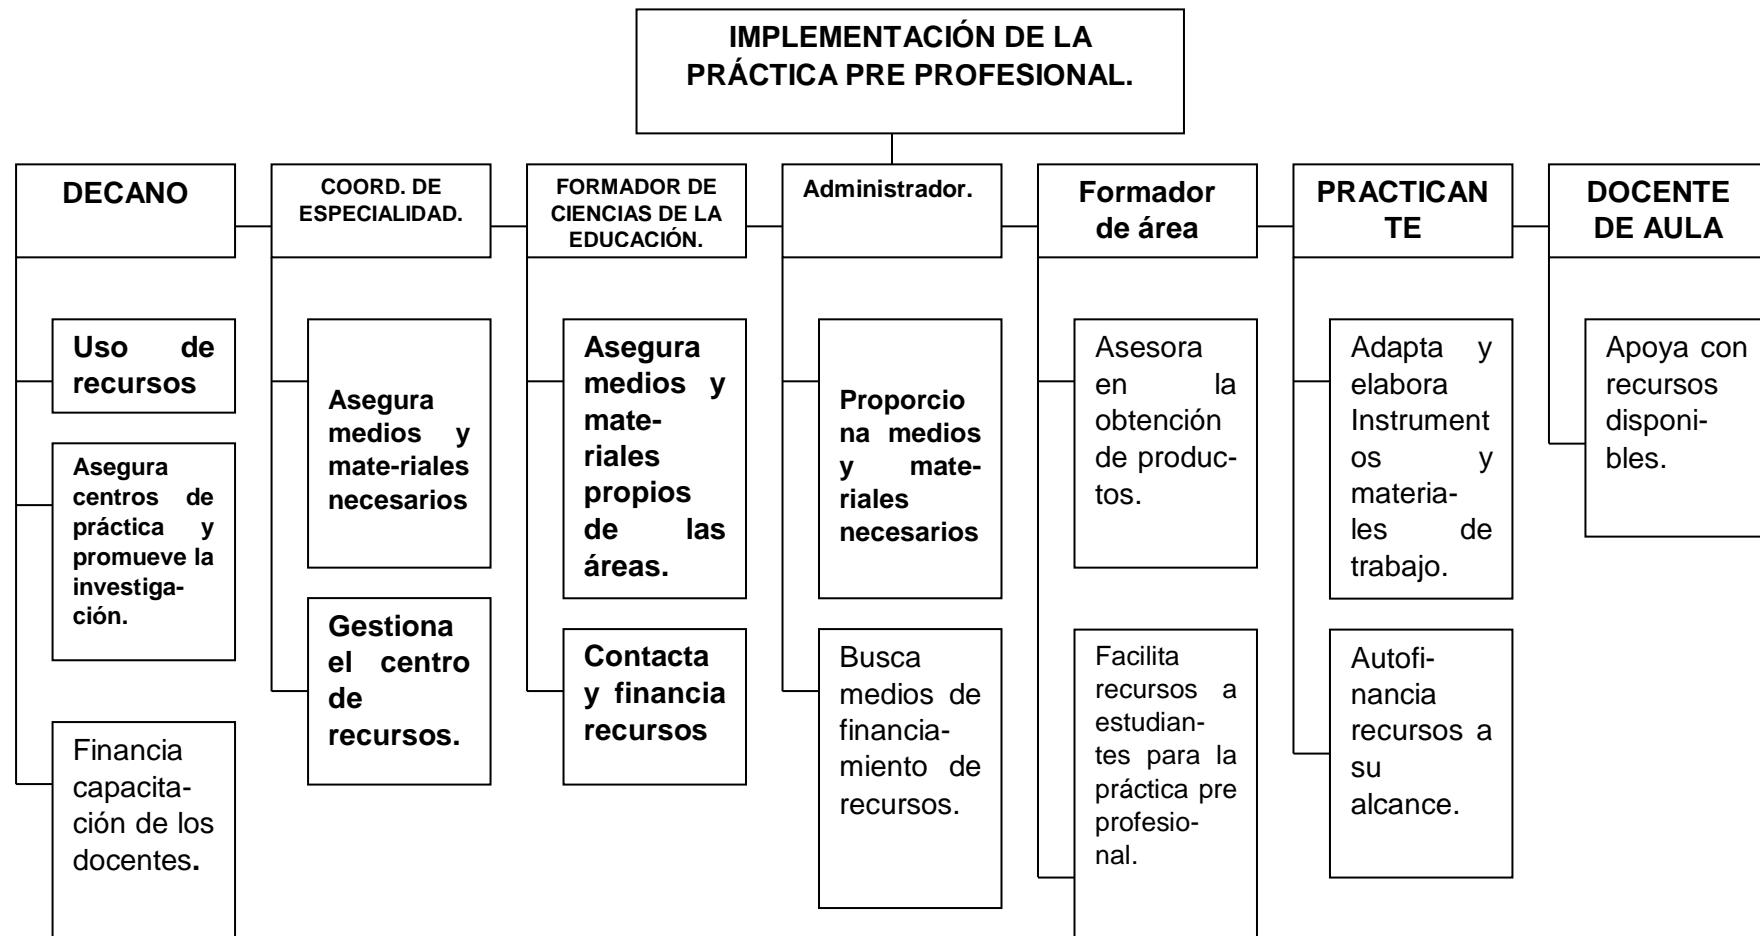 IMPLEMENTACIÓN DE LA
PRÁCTICA PRE PROFESIONAL.
DECANO
COORD. DE
ESPECIALIDAD.
FORMADOR DE
CIENCIAS DE LA
EDUCACIÓN.
Administrador.
Formador
de área
PRACTICAN
TE
DOCENTE
DE AULA
Uso de
recursos
Asegura
centros de
práctica y
promueve la
investiga-
ción.
Financia
capacita-
ción de los
docentes.
Asegura
medios y
mate-riales
necesarios
Gestiona
el centro
de
recursos.
Asegura
medios y
mate-
riales
propios
de las
áreas.
Contacta
y financia
recursos
Proporcio
na medios
y mate-
riales
necesarios
Busca
medios de
financia-
miento de
recursos.
Asesora
en la
obtención
de produc-
tos.
Facilita
recursos a
estudian-
tes para la
práctica pre
profesio-
nal.
Adapta y
elabora
Instrument
os y
materia-
les de
trabajo.
Autofi-
nancia
recursos a
su
alcance.
Apoya con
recursos
disponi-
bles.